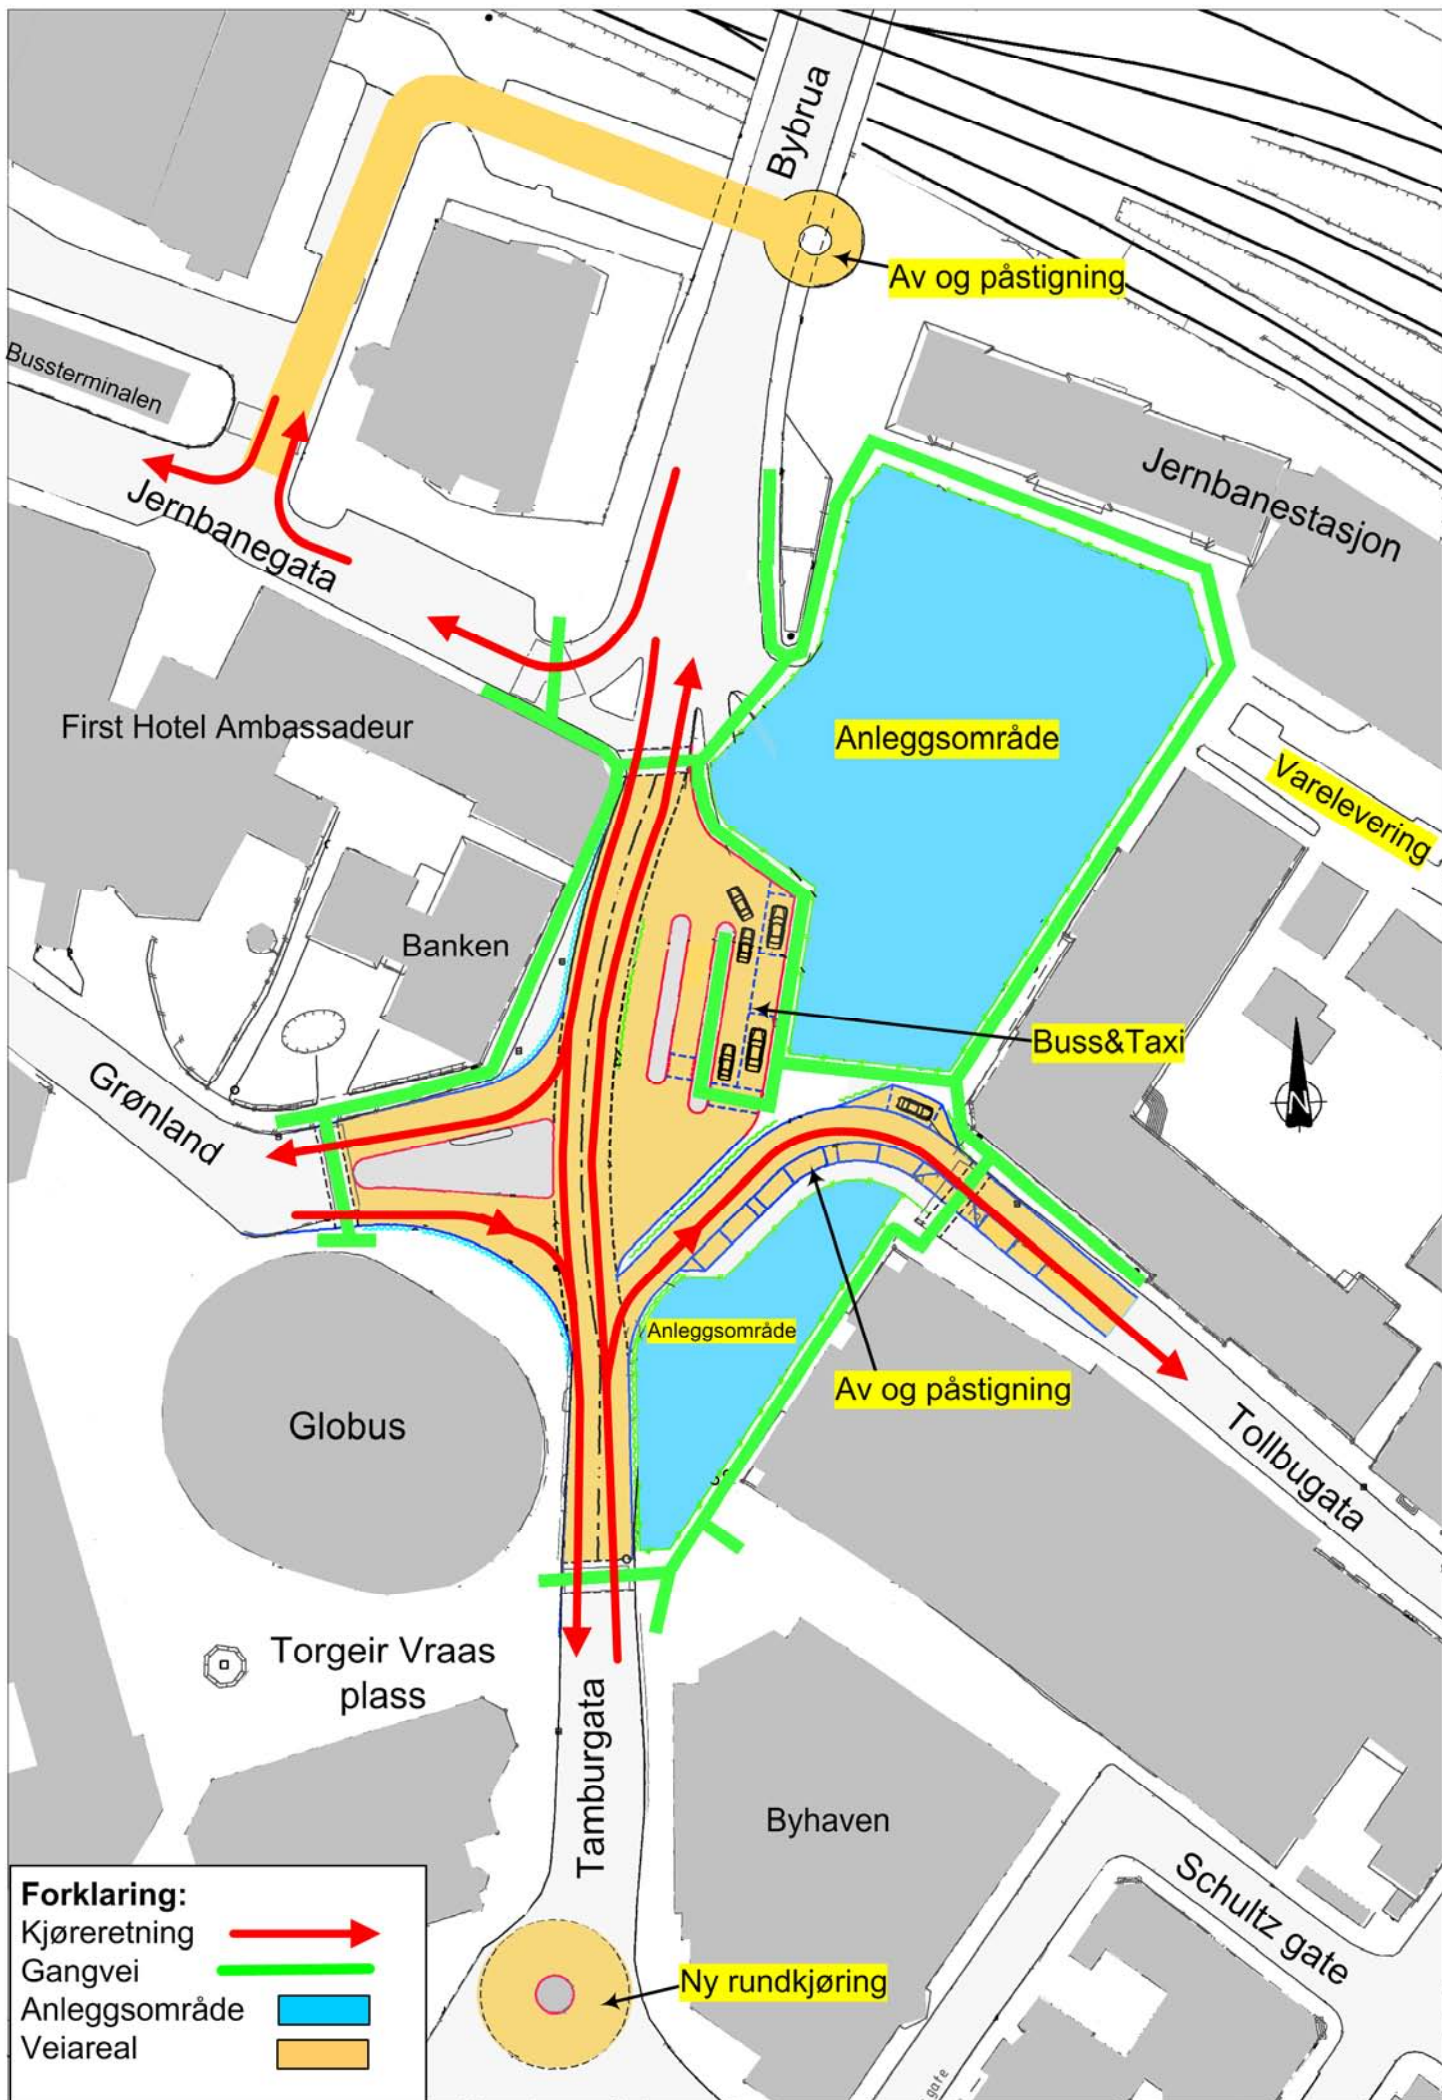 Bybrua
Av og påstigning
Bussterminalen
Jernbanestasjon
Jernbanegata
First Hotel Ambassadeur
Anleggsområde
Varelevering
Banken
Buss&Taxi
Grønland
N
Anleggsområde
Av og påstigning
Globus
Tollbugata
Torgeir Vraas
plass
Tamburgata
Byhaven
Schultz gate
Ny rundkjøring
gate
Forklaring:
Kjøreretning
Gangvei
Anleggsområde
Veiareal